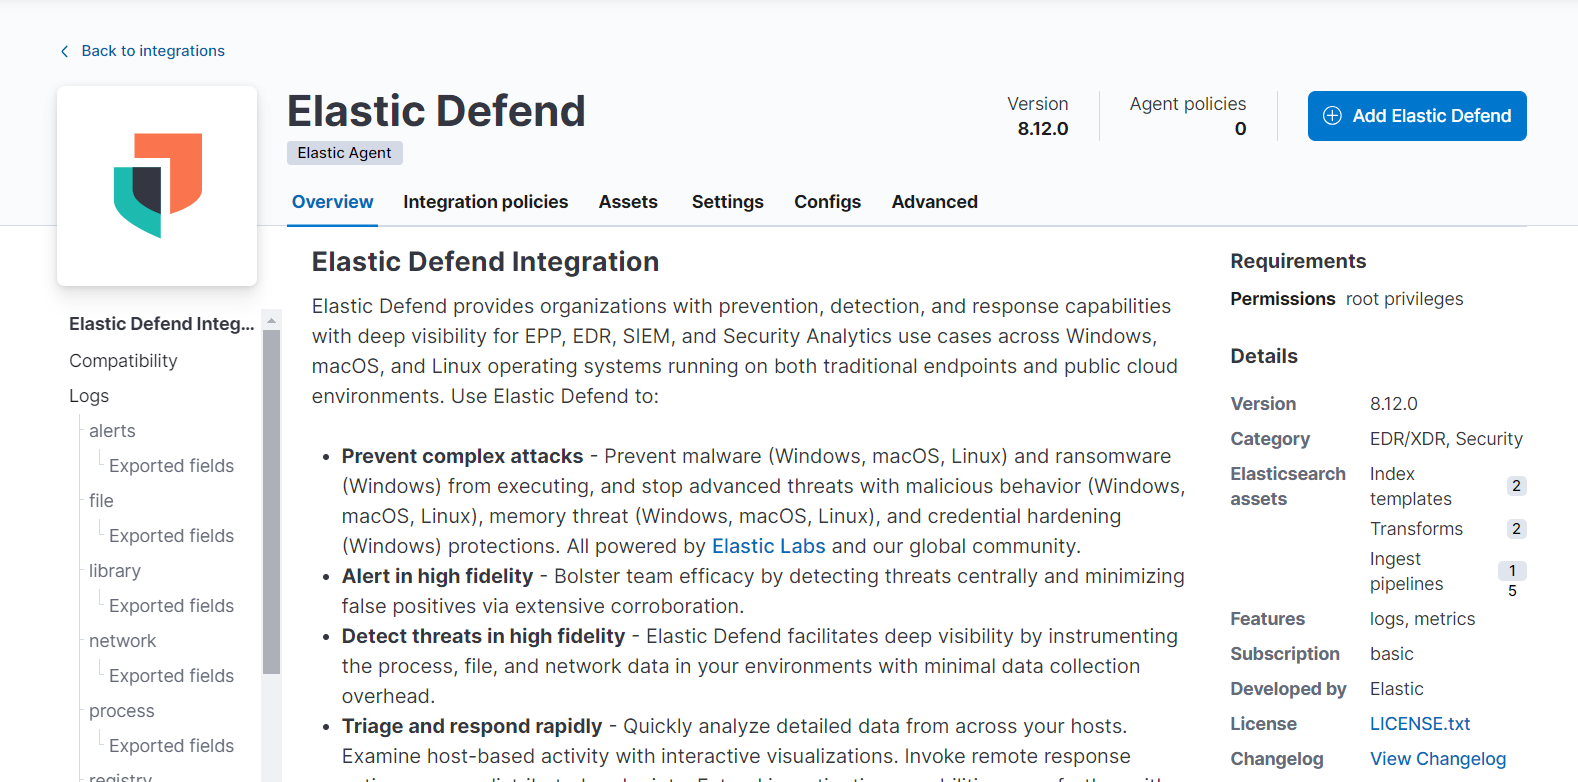 Back to integrations
Elastic Defend
Elastic Agent
Version
8.12.0
Agent policies
0
Add Elastic Defend
Overview
Integration policies
Assets
Settings
Configs
Advanced
Elastic Defend Integ...
Compatibility
Logs
alerts
Exported fields
file
Exported fields
library
Exported fields
network
Exported fields
process
Exported fields
registry
Elastic Defend Integration
Elastic Defend provides organizations with prevention, detection, and response capabilities
with deep visibility for EPP, EDR, SIEM, and Security Analytics use cases across Windows,
macOS, and Linux operating systems running on both traditional endpoints and public cloud
environments. Use Elastic Defend to:
• Prevent complex attacks - Prevent malware (Windows, macOS, Linux) and ransomware
(Windows) from executing, and stop advanced threats with malicious behavior (Windows,
macOS, Linux), memory threat (Windows, macOS, Linux), and credential hardening
(Windows) protections. All powered by Elastic Labs and our global community.
• Alert in high fidelity - Bolster team efficacy by detecting threats centrally and minimizing
false positives via extensive corroboration.
• Detect threats in high fidelity - Elastic Defend facilitates deep visibility by instrumenting
the process, file, and network data in your environments with minimal data collection
overhead.
• Triage and respond rapidly - Quickly analyze detailed data from across your hosts.
Examine host-based activity with interactive visualizations. Invoke remote response
Requirements
Permissions root privileges
Details
Version 8.12.0
Category EDR/XDR, Security
Elasticsearch assets
Index templates 2
Transforms 2
Ingest pipelines 15
Features logs, metrics
Subscription basic
Developed by Elastic
License LICENSE.txt
Changelog View Changelog